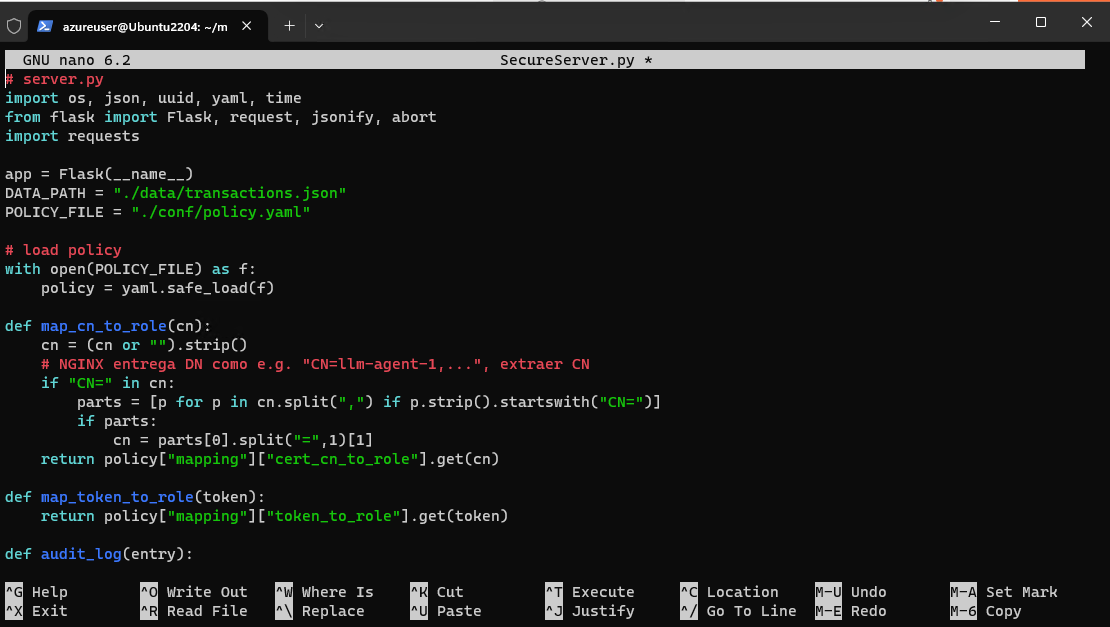 azureuser@Ubuntu2204: ~/m
GNU nano 6.2 SecureServer.py *
# server.py
import os, json, uuid, yaml, time
from flask import Flask, request, jsonify, abort
import requests

app = Flask(__name__)
DATA_PATH = "./data/transactions.json"
POLICY_FILE = "./conf/policy.yaml"

# load policy
with open(POLICY_FILE) as f:
    policy = yaml.safe_load(f)

def map_cn_to_role(cn):
    cn = (cn or "").strip()
    # NGINX entrega DN como e.g. "CN=llm-agent-1,...", extraer CN
    if "CN=" in cn:
        parts = [p for p in cn.split(",") if p.strip().startswith("CN=")]
        if parts:
            cn = parts[0].split("=",1)[1]
    return policy["mapping"]["cert_cn_to_role"].get(cn)

def map_token_to_role(token):
    return policy["mapping"]["token_to_role"].get(token)

def audit_log(entry):

^G Help ^O Write Out ^W Where Is ^K Cut ^T Execute ^C Location M-U Undo M-A Set Mark
^X Exit ^R Read File ^\ Replace ^U Paste ^J Justify ^/ Go To Line M-E Redo M-6 Copy